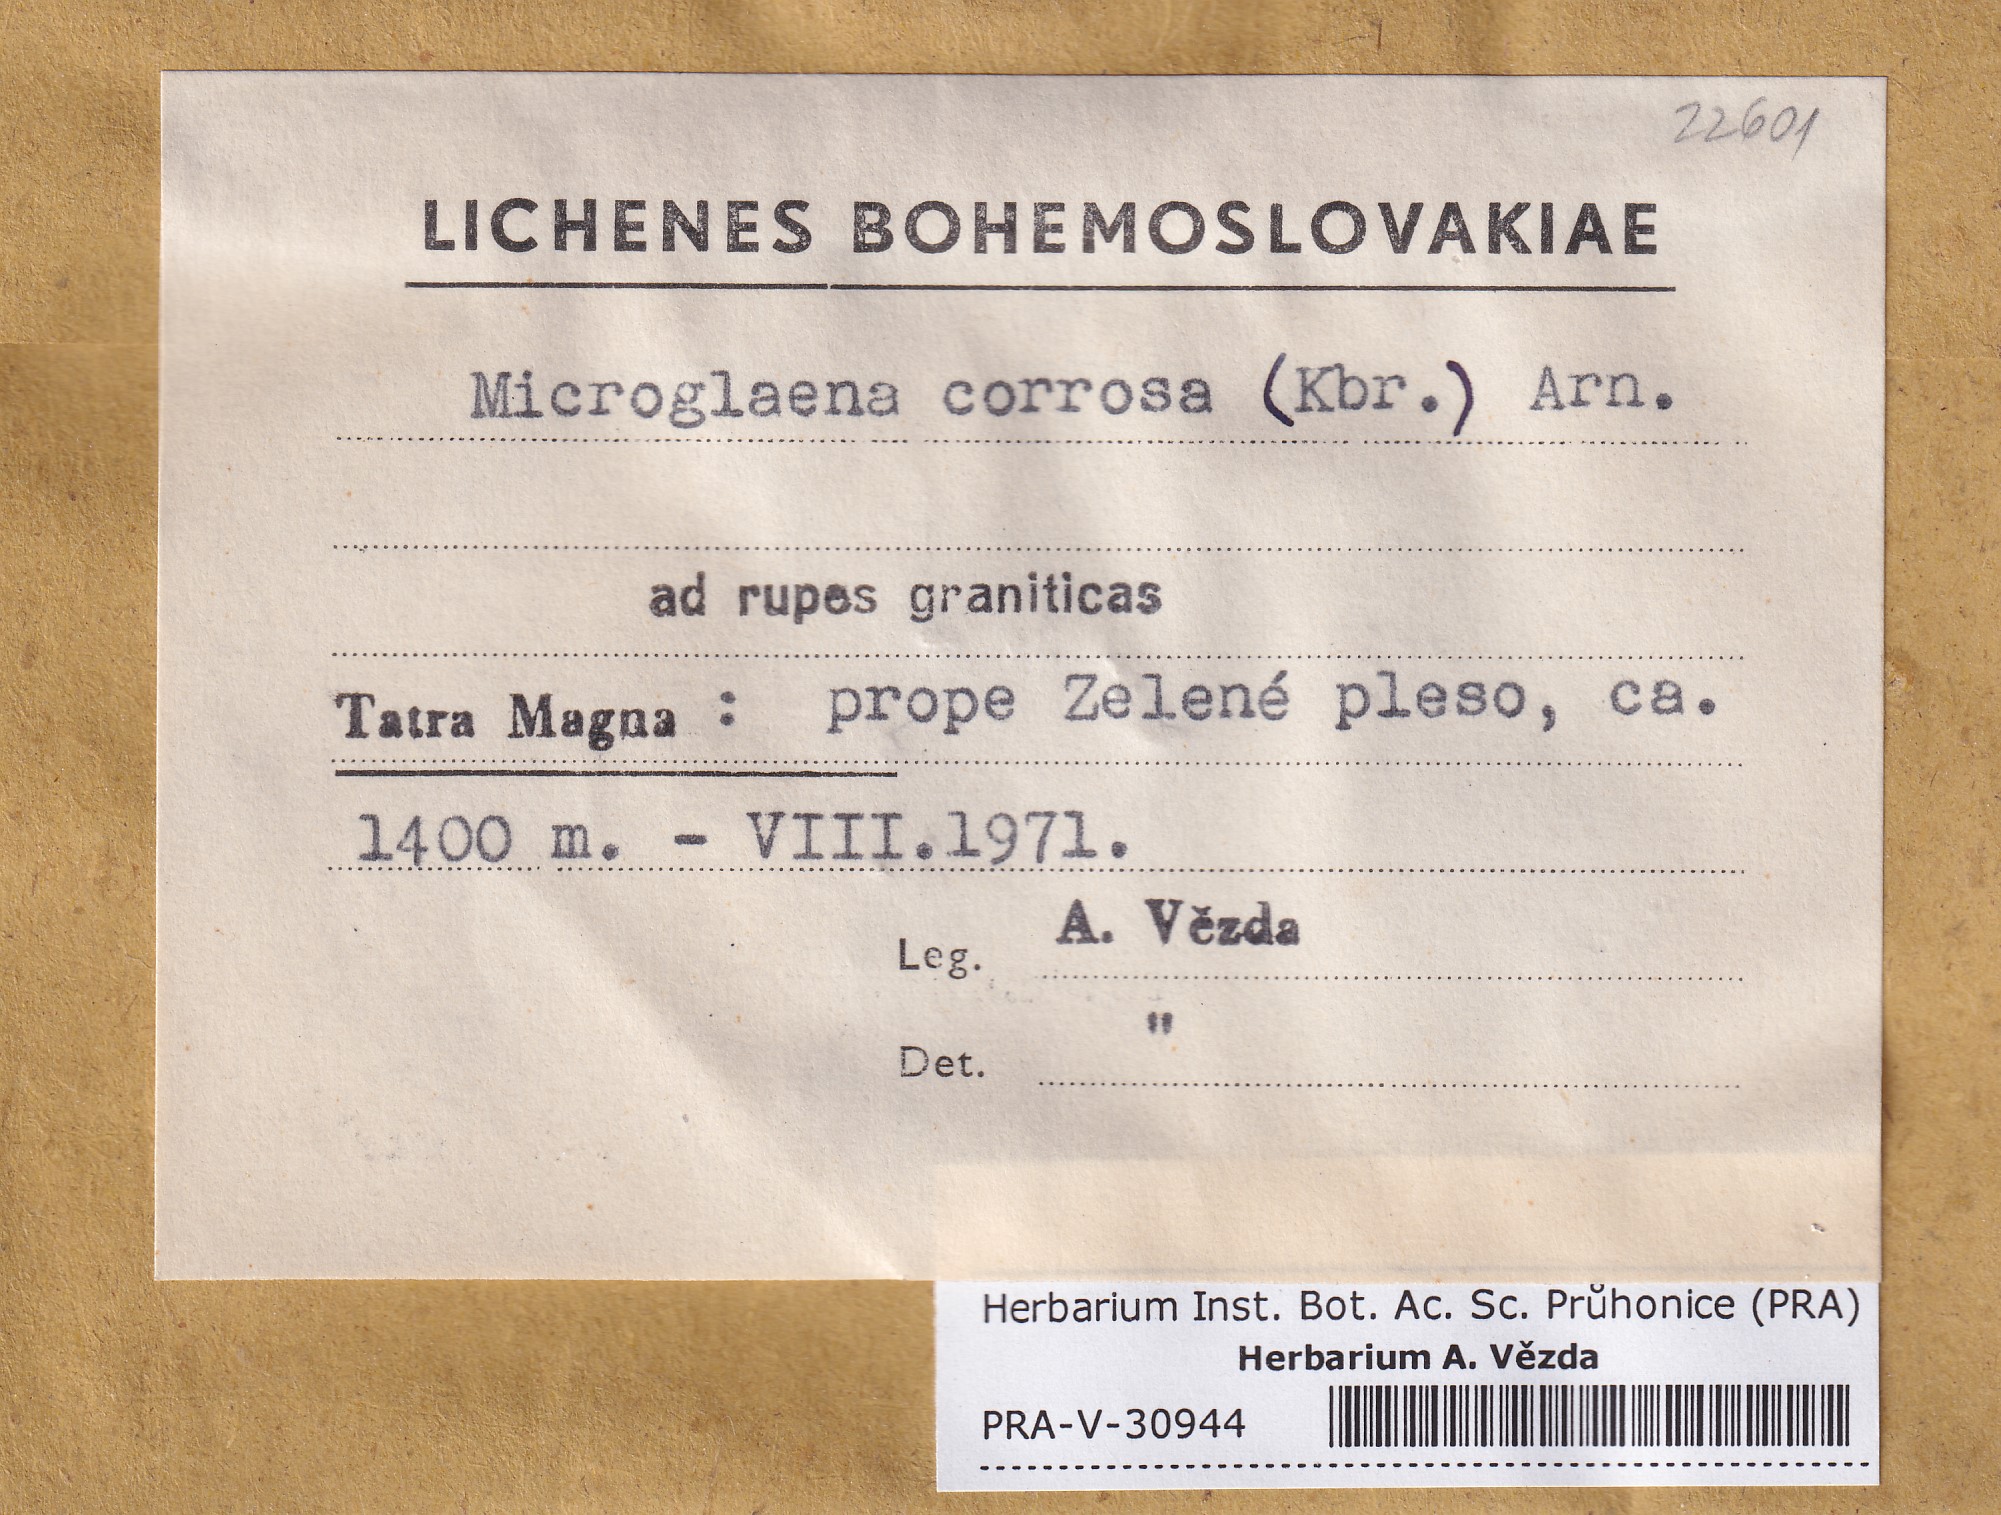 22601
LICHENES BOHEMOSLOVAKIAE
Microglaena corrosa (Kbr.) Arn.
ad rupes graniticas
Tatra Magna : prope Zelené pleso, ca.
1400 m. - VIII.1971.
Leg. A. Vězda
Det. "
Herbarium Inst. Bot. Ac. Sc. Průhonice (PRA)
Herbarium A. Vězda
PRA-V-30944